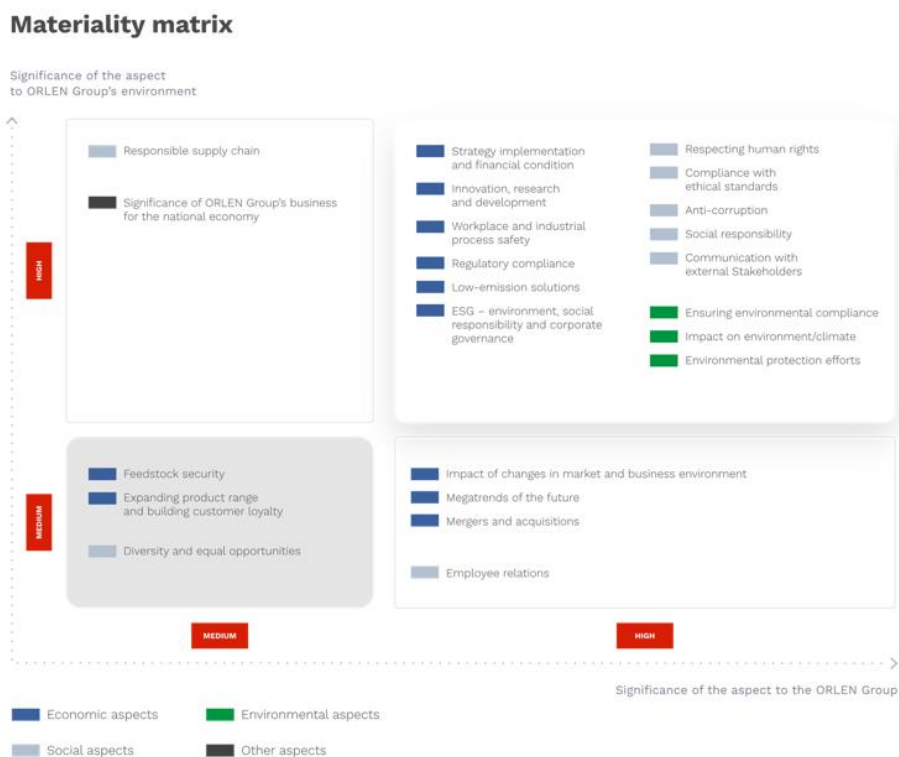 Materiality matrix
Significance of the aspect
to ORLEN Group's environment
HIGH
Responsible supply chain
Significance of ORLEN Group's business
for the national economy
Strategy implementation
and financial condition
Innovation, research
and development
Workplace and industrial
process safety
Regulatory compliance
Low-emission solutions
ESG – environment, social
responsibility and corporate
governance
Respecting human rights
Compliance with
ethical standards
Anti-corruption
Social responsibility
Communication with
external Stakeholders
Ensuring environmental compliance
Impact on environment/climate
Environmental protection efforts
MEDIUM
Feedstock security
Expanding product range
and building customer loyalty
Diversity and equal opportunities
Impact of changes in market and business environment
Megatrends of the future
Mergers and acquisitions
Employee relations
MEDIUM
HIGH
Significance of the aspect to the ORLEN Group
Economic aspects
Environmental aspects
Social aspects
Other aspects